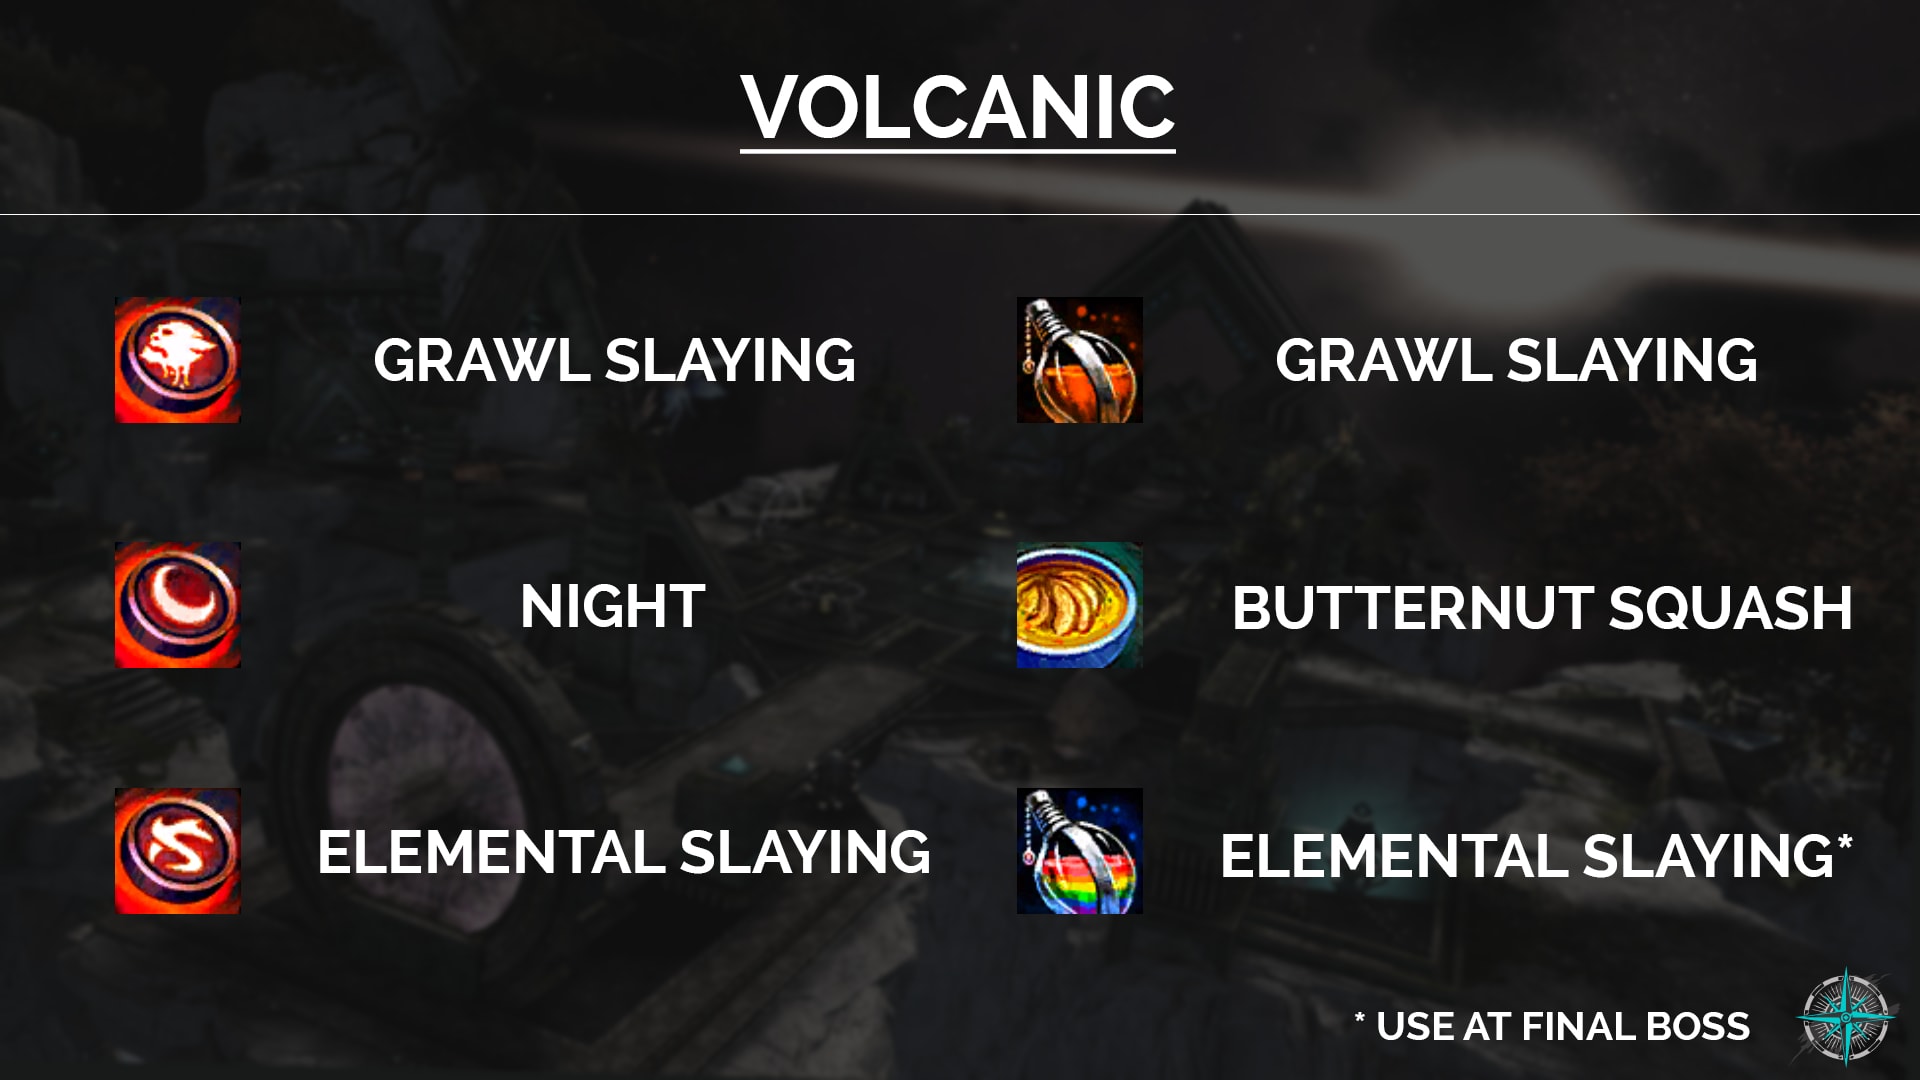 VOLCANIC
GRAWL SLAYING
GRAWL SLAYING
NIGHT
BUTTERNUT SQUASH
ELEMENTAL SLAYING
ELEMENTAL SLAYING*
* USE AT FINAL BOSS